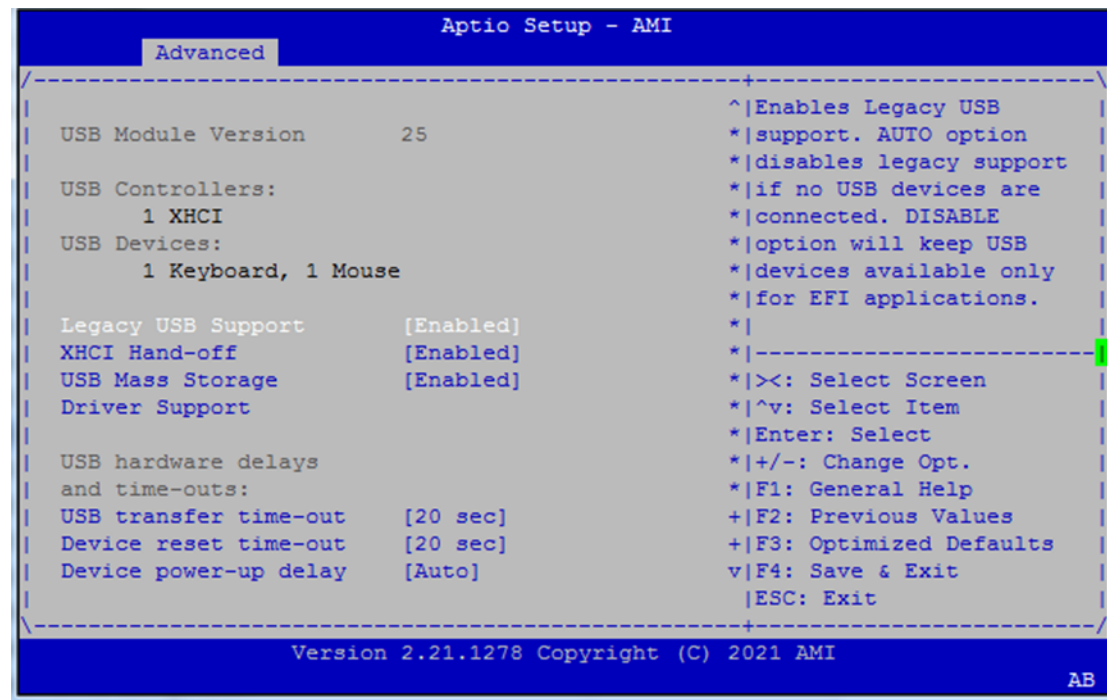 Aptio Setup - AMI
Advanced
USB Module Version 25
USB Controllers:
1 XHCI
USB Devices:
1 Keyboard, 1 Mouse
Legacy USB Support [Enabled]
XHCI Hand-off [Enabled]
USB Mass Storage [Enabled]
Driver Support
USB hardware delays
and time-outs:
USB transfer time-out [20 sec]
Device reset time-out [20 sec]
Device power-up delay [Auto]
Enables Legacy USB
support. AUTO option
disables legacy support
if no USB devices are
connected. DISABLE
option will keep USB
devices available only
for EFI applications.
><: Select Screen
^v: Select Item
Enter: Select
+/-: Change Opt.
F1: General Help
F2: Previous Values
F3: Optimized Defaults
F4: Save & Exit
ESC: Exit
Version 2.21.1278 Copyright (C) 2021 AMI
AB